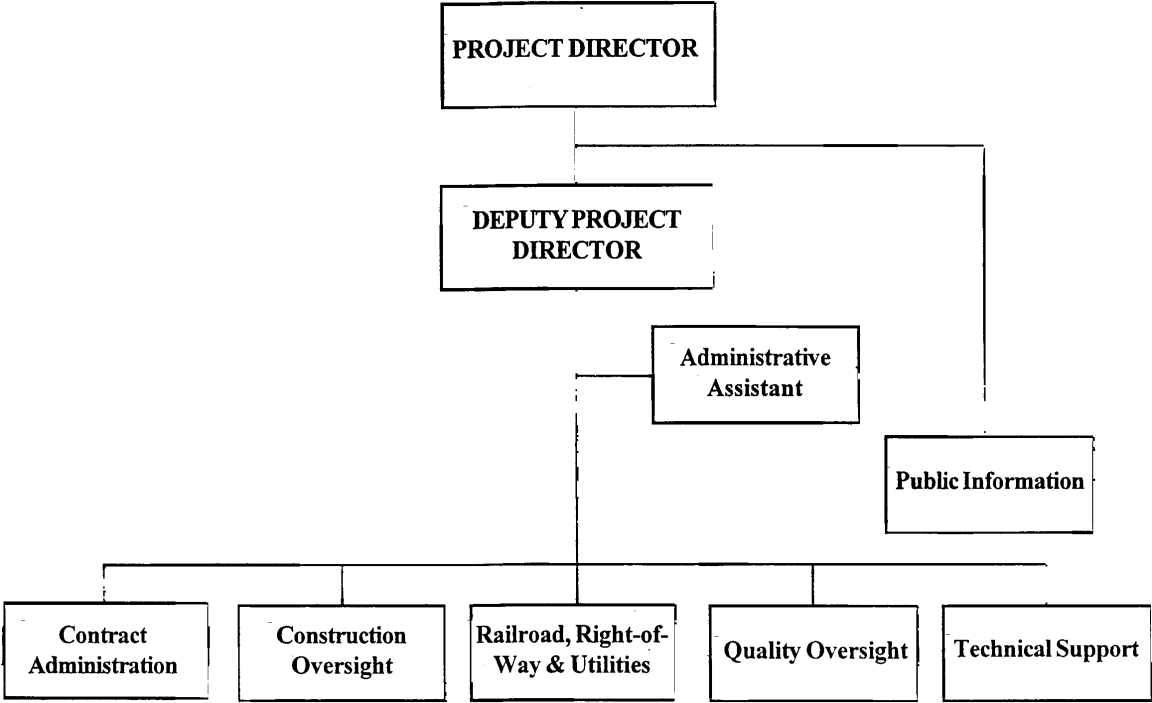 PROJECT DIRECTOR
DEPUTY PROJECT
DIRECTOR
Administrative
Assistant
Public Information
Contract
Administration
Construction
Oversight
Railroad, Right-of-
Way & Utilities
Quality Oversight
Technical Support